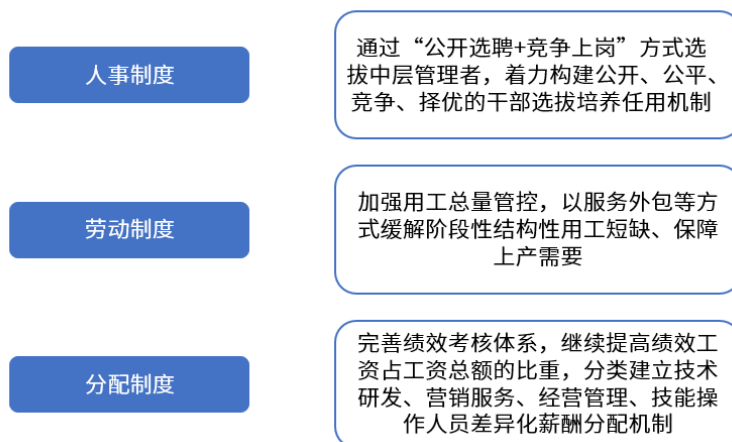 人事制度
通过“公开选聘+竞争上岗”方式选
拔中层管理者，着力构建公开、公平、
竞争、择优的干部选拔培养任用机制
劳动制度
加强用工总量管控，以服务外包等方
式缓解阶段性结构性用工短缺、保障
上产需要
分配制度
完善绩效考核体系，继续提高绩效工
资占工资总额的比重，分类建立技术
研发、营销服务、经营管理、技能操
作人员差异化薪酬分配机制